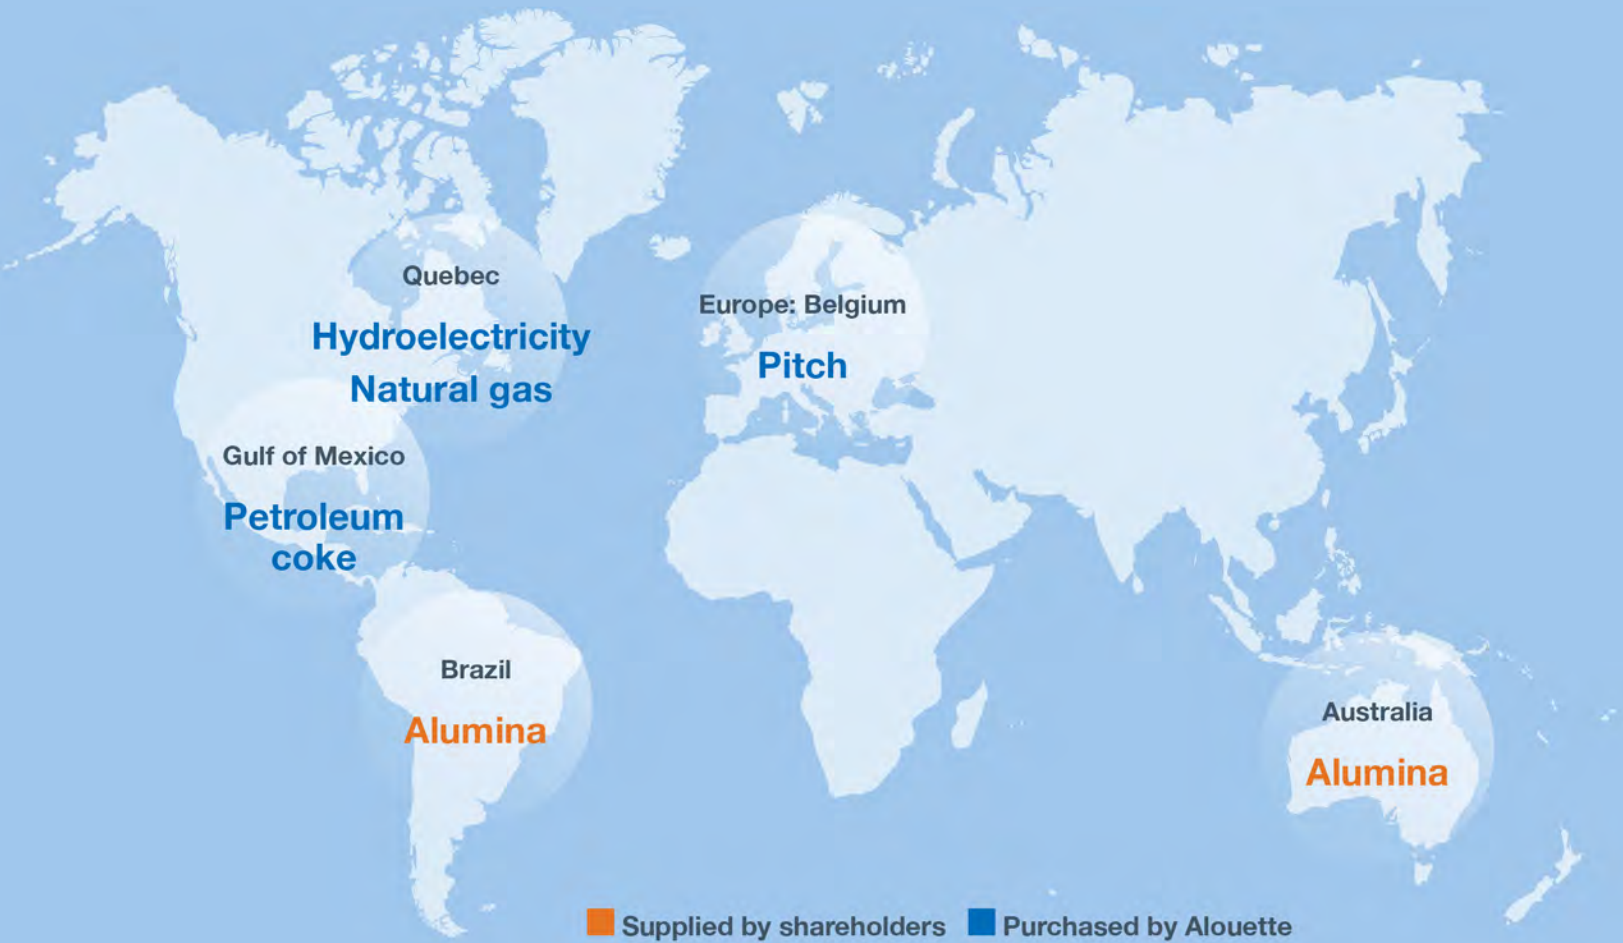 Quebec
Hydroelectricity
Natural gas
Europe: Belgium
Pitch
Gulf of Mexico
Petroleum
coke
Brazil
Alumina
Australia
Alumina
Supplied by shareholders
Purchased by Alouette